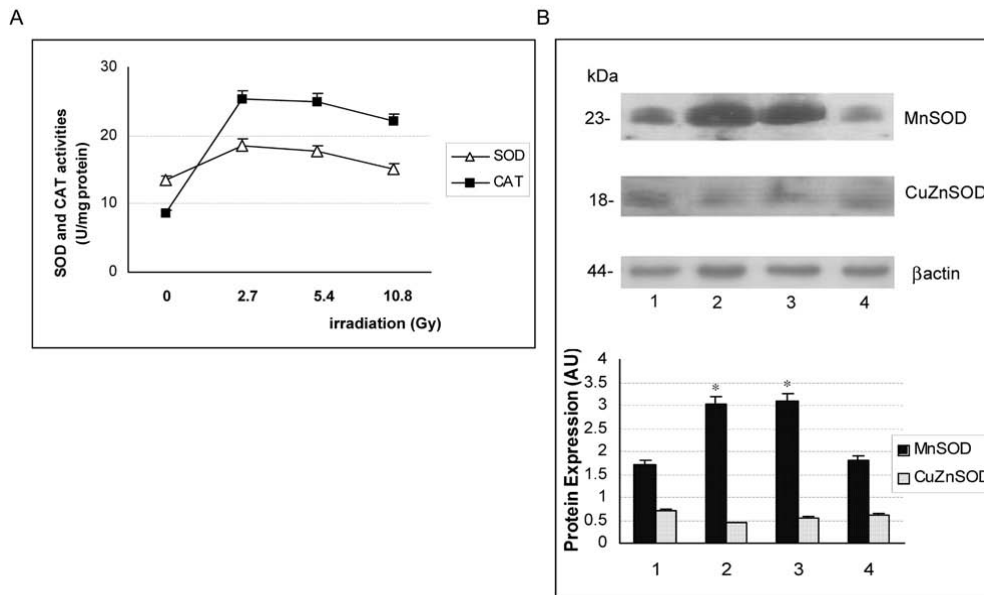 A
30
20
10
0
SOD and CAT activities
(U/mgprotein)
0 2.7 5.4 10.8
irradiation (Gy)
SOD
CAT
B
kDa
23- MnSOD
18- CuZnSOD
44- βactin
1 2 3 4
4
3.5
3
2.5
2
1.5
1
0.5
0
Protein Expression (AU)
* *
1 2 3 4
MnSOD
CuZnSOD